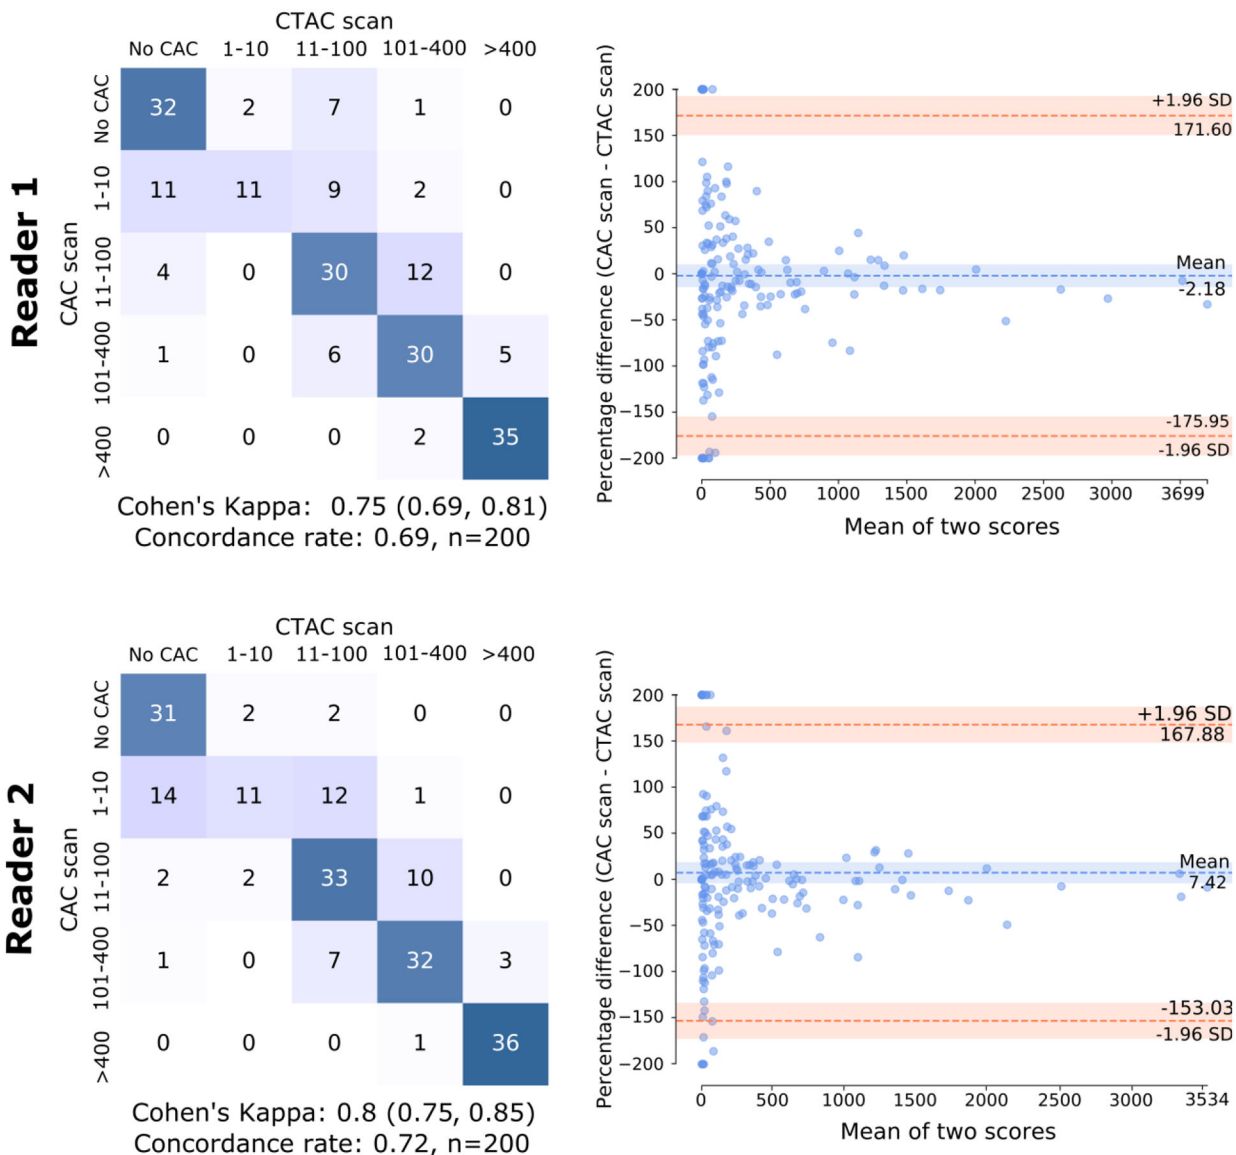 Reader 1
CTAC scan
No CAC 1-10 11-100 101-400 >400
CAC scan
No CAC 32 2 7 1 0
1-10 11 11 9 2 0
11-100 4 0 30 12 0
101-400 1 0 6 30 5
>400 0 0 0 2 35
Cohen's Kappa: 0.75 (0.69, 0.81)
Concordance rate: 0.69, n=200
Percentage difference (CAC scan - CTAC scan)
200
150
100
50
0
−50
−100
−150
−200
+1.96 SD
171.60
Mean
-2.18
-175.95
-1.96 SD
0 500 1000 1500 2000 2500 3000 3699
Mean of two scores
Reader 2
CTAC scan
No CAC 1-10 11-100 101-400 >400
CAC scan
No CAC 31 2 2 0 0
1-10 14 11 12 1 0
11-100 2 2 33 10 0
101-400 1 0 7 32 3
>400 0 0 0 1 36
Cohen's Kappa: 0.8 (0.75, 0.85)
Concordance rate: 0.72, n=200
Percentage difference (CAC scan - CTAC scan)
200
150
100
50
0
−50
−100
−150
−200
+1.96 SD
167.88
Mean
7.42
-153.03
-1.96 SD
0 500 1000 1500 2000 2500 3000 3534
Mean of two scores